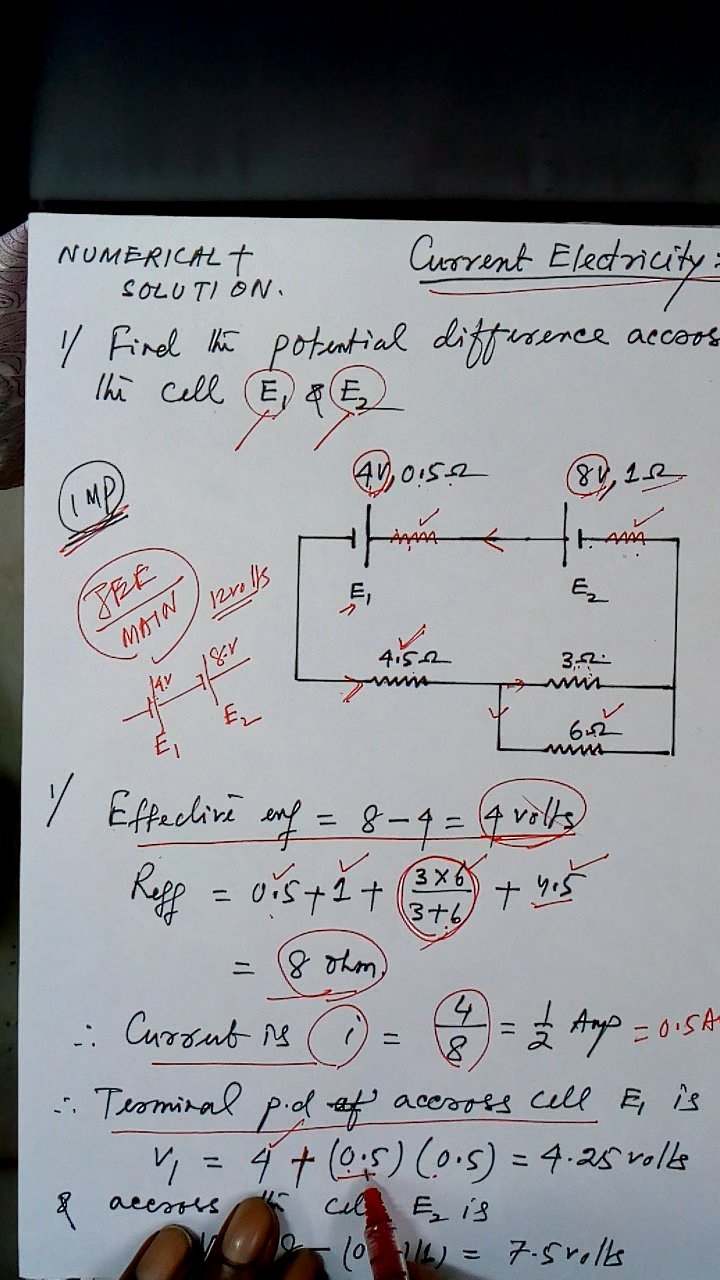 NUMERICAL +
SOLUTION.
Current Electricity:
1/ Find the potential difference accross
the cell E1 & E2
IMP
4V, 0.5Ω
8V, 1Ω
E1
E2
JEE
MAIN
12volts
4V
8V
E1
E2
4.5Ω
3Ω
6Ω
1/ Effective emf = 8 - 4 = 4 volts
Reff = 0.5 + 1 + 3×6/3+6 + 4.5
= 8 ohm
∴ Current is i = 4/8 = 1/2 Amp = 0.5A
∴ Terminal p.d accross cell E1 is
V1 = 4 + (0.5) (0.5) = 4.25 volts
& accross cell E2 is
= 7.5 volts